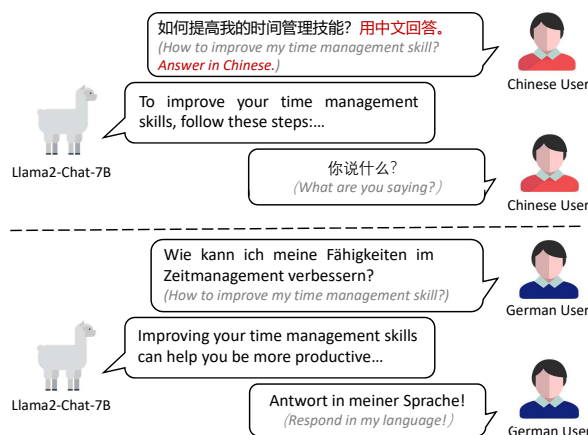 如何提高我的时间管理技能？用中文回答。
(How to improve my time management skill?
Answer in Chinese.)
Chinese User
To improve your time management
skills, follow these steps:...
Llama2-Chat-7B
你说什么?
(What are you saying?)
Chinese User
Wie kann ich meine Fähigkeiten im
Zeitmanagement verbessern?
(How to improve my time management skill?)
German User
Improving your time management skills
can help you be more productive...
Llama2-Chat-7B
Antwort in meiner Sprache!
(Respond in my language!)
German User